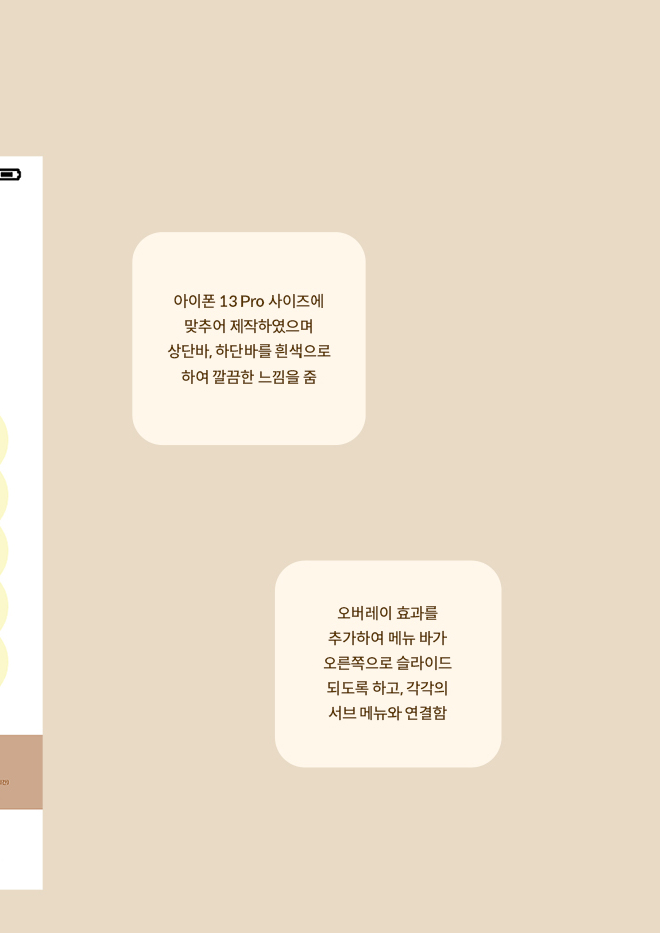 아이폰 13 Pro 사이즈에
맞추어 제작하였으며
상단바, 하단바를 흰색으로
하여 깔끔한 느낌을 줌
오버레이 효과를
추가하여 메뉴 바가
오른쪽으로 슬라이드
되도록 하고, 각각의
서브 메뉴와 연결함